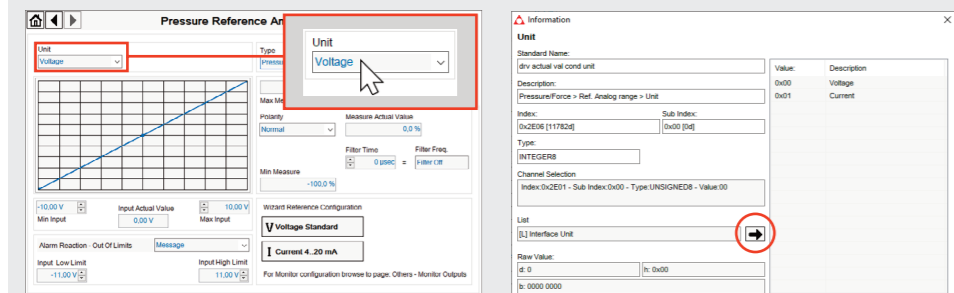 Pressure Reference An
Unit
Voltage
Type
Pressu
Unit
Voltage
Max Me
Polarity
Measure Actual Value
Normal
0,0 %
Filter Time
Filter Freq.
0 µsec
=
Filter Off
Min Measure
-100,0 %
-10,00 V
Input Actual Value
10,00 V
Min Input
0,00 V
Max Input
Wizard Reference Configuration
V Voltage Standard
I Current 4..20 mA
Alarm Reaction - Out Of Limits
Message
Input Low Limit
Input High Limit
-11,00 V
11,00 V
For Monitor configuration browse to page: Others - Monitor Outputs
Information
Unit
Standard Name:
drv actual val cond unit
Description:
Pressure/Force > Ref. Analog range > Unit
Index:
Sub Index:
0x2E06 [11782d]
0x00 [0d]
Type:
INTEGER8
Channel Selection
Index:0x2E01 - Sub Index:0x00 - Type:UNSIGNED8 - Value:00
List
[L] Interface Unit
Raw Value:
d: 0
h: 0x00
b: 0000 0000
Value:
Description
0x00
Voltage
0x01
Current